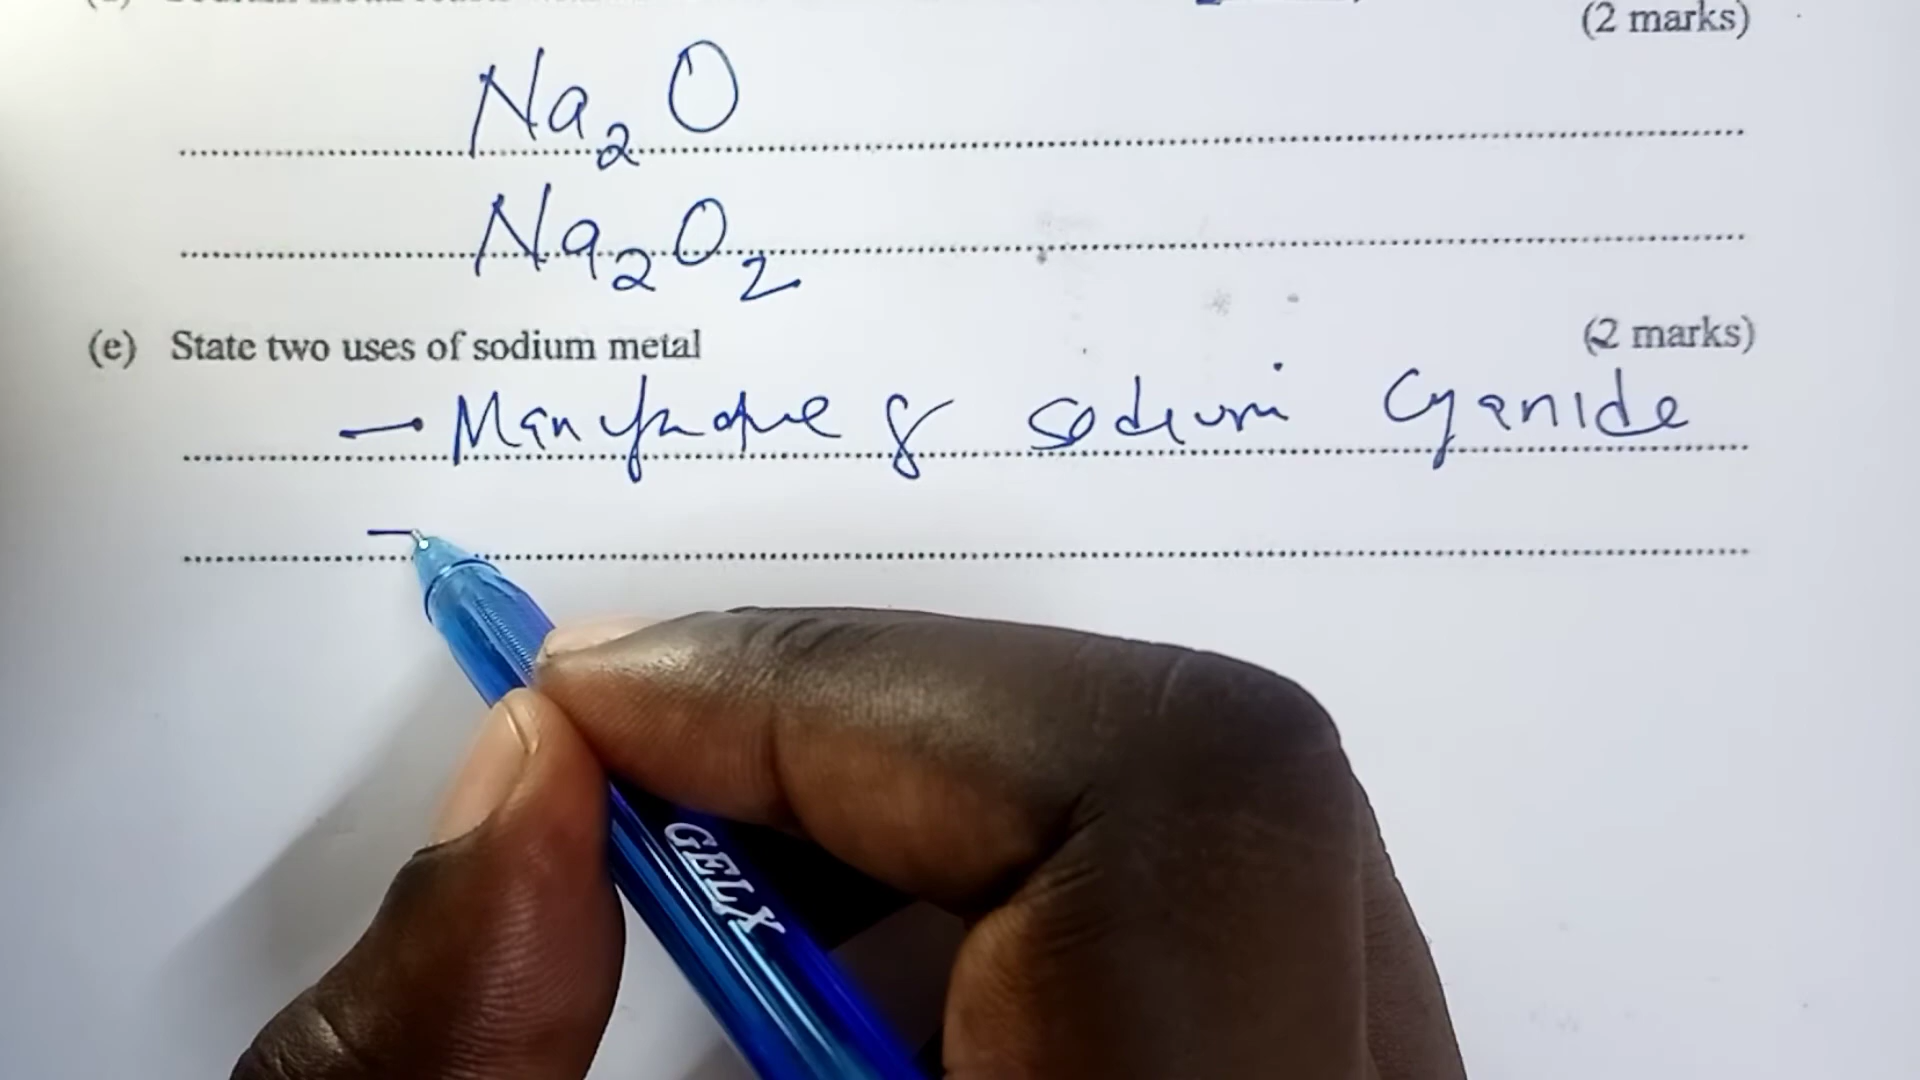 (2 marks)
Na2O
Na2O2
(e) State two uses of sodium metal (2 marks)
– Manufacture of sodium Cyanide
–
GELX